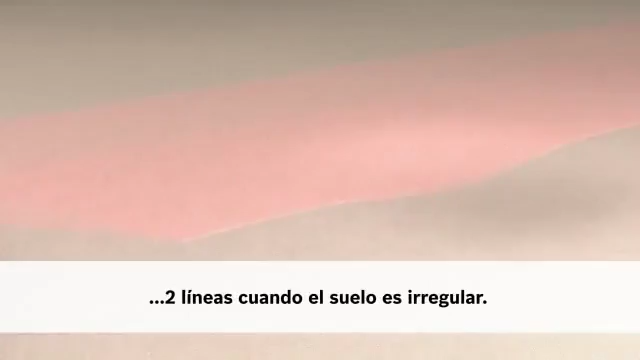 ...2 líneas cuando el suelo es irregular.